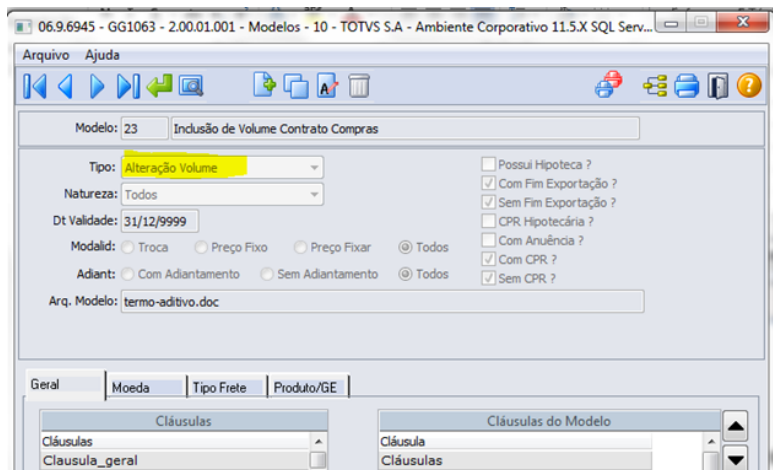 06.9.6945 - GG1063 - 2.00.01.001 - Modelos - 10 - TOTVS S.A - Ambiente Corporativo 11.5.X SQL Serv...
Arquivo Ajuda
Modelo: 23 Inclusão de Volume Contrato Compras
Tipo: Alteração Volume
Possui Hipoteca ?
Com Fim Exportação ?
Natureza: Todos
Sem Fim Exportação ?
Dt Validade: 31/12/9999
CPR Hipotecária ?
Modalid: Troca Preço Fixo Preço Fixar Todos
Com Anuência ?
Com CPR ?
Adiant: Com Adiantamento Sem Adiantamento Todos
Sem CPR ?
Arq. Modelo: termo-aditivo.doc
Geral Moeda Tipo Frete Produto/GE
Cláusulas Cláusulas do Modelo
Cláusulas Cláusula
Clausula_geral Cláusulas